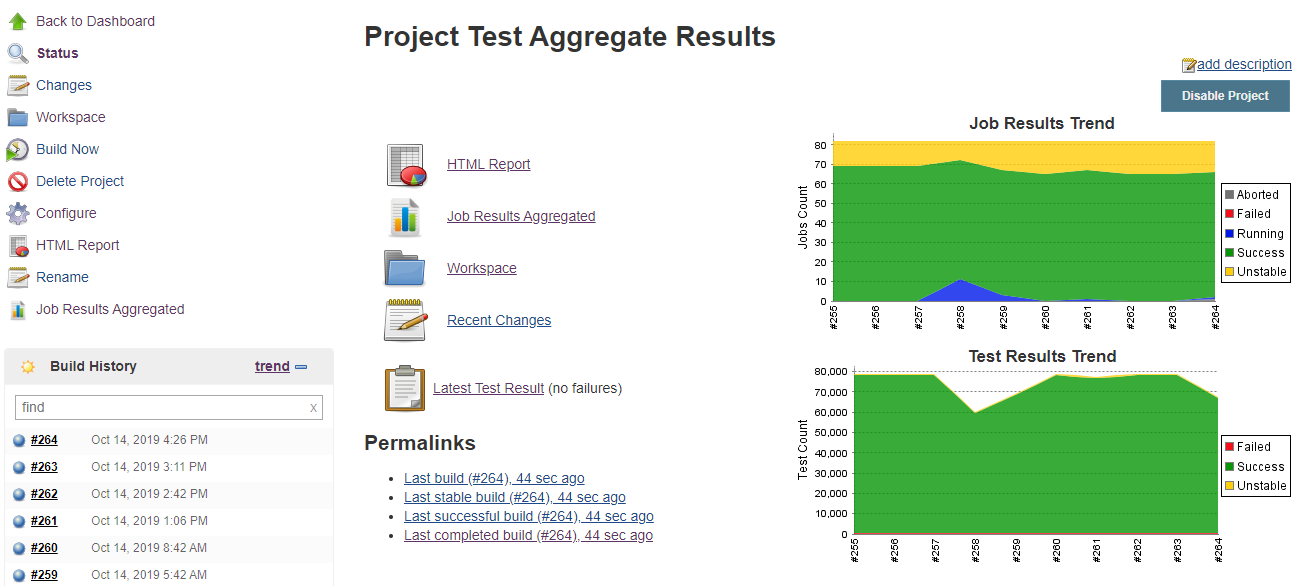 Back to Dashboard
Status
Changes
Workspace
Build Now
Delete Project
Configure
HTML Report
Rename
Job Results Aggregated
Build History
trend
find
x
#264 Oct 14, 2019 4:26 PM
#263 Oct 14, 2019 3:11 PM
#262 Oct 14, 2019 2:42 PM
#261 Oct 14, 2019 1:06 PM
#260 Oct 14, 2019 8:42 AM
#259 Oct 14, 2019 5:42 AM
Project Test Aggregate Results
add description
Disable Project
HTML Report
Job Results Aggregated
Workspace
Recent Changes
Latest Test Result (no failures)
Permalinks
Last build (#264), 44 sec ago
Last stable build (#264), 44 sec ago
Last successful build (#264), 44 sec ago
Last completed build (#264), 44 sec ago
Job Results Trend
Jobs Count
80
70
60
50
40
30
20
10
0
#255
#256
#257
#258
#259
#260
#261
#262
#263
#264
Aborted
Failed
Running
Success
Unstable
Test Results Trend
Test Count
80,000
70,000
60,000
50,000
40,000
30,000
20,000
10,000
0
#255
#256
#257
#258
#259
#260
#261
#262
#263
#264
Failed
Success
Unstable